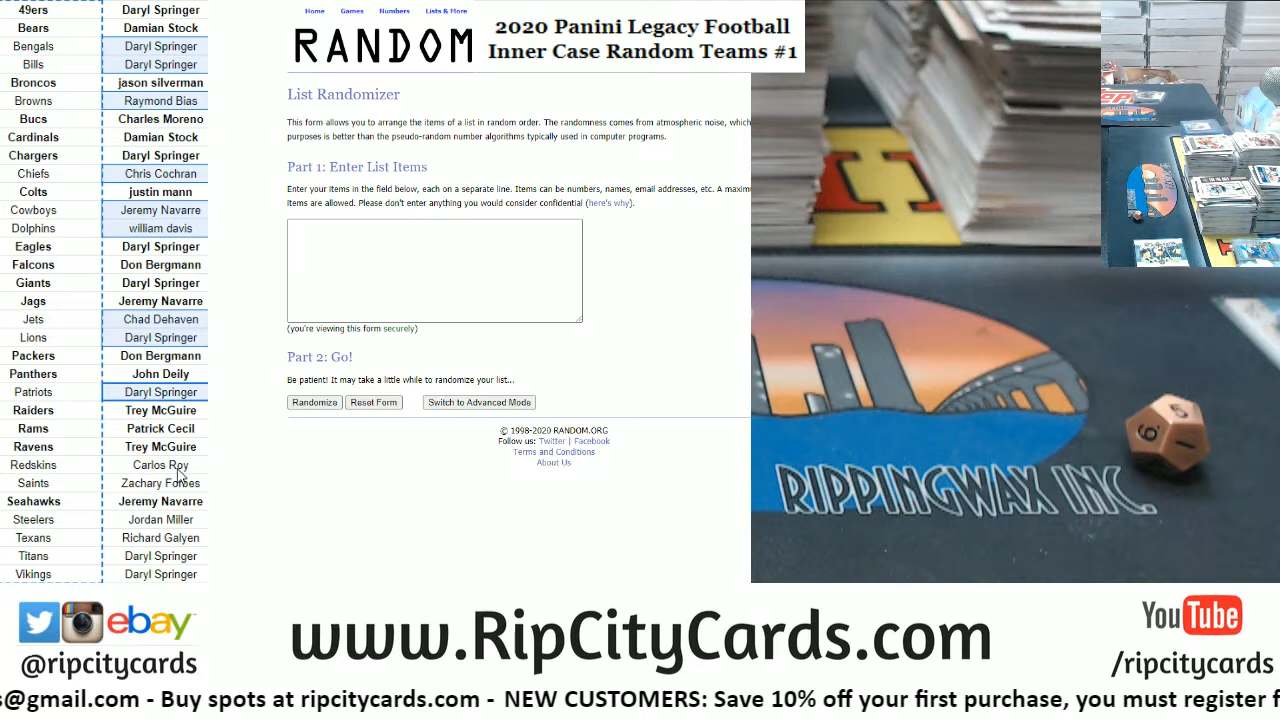 49ers Daryl Springer
Bears Damian Stock
Bengals Daryl Springer
Bills Daryl Springer
Broncos jason silverman
Browns Raymond Bias
Bucs Charles Moreno
Cardinals Damian Stock
Chargers Daryl Springer
Chiefs Chris Cochran
Colts justin mann
Cowboys Jeremy Navarre
Dolphins william davis
Eagles Daryl Springer
Falcons Don Bergmann
Giants Daryl Springer
Jags Jeremy Navarre
Jets Chad Dehaven
Lions Daryl Springer
Packers Don Bergmann
Panthers John Deily
Patriots Daryl Springer
Raiders Trey McGuire
Rams Patrick Cecil
Ravens Trey McGuire
Redskins Carlos Roy
Saints Zachary Forbes
Seahawks Jeremy Navarre
Steelers Jordan Miller
Texans Richard Galyen
Titans Daryl Springer
Vikings Daryl Springer
Home Games Numbers Lists & More
RANDOM
2020 Panini Legacy Football
Inner Case Random Teams #1
List Randomizer
This form allows you to arrange the items of a list in random order. The randomness comes from atmospheric noise, which
purposes is better than the pseudo-random number algorithms typically used in computer programs.
Part 1: Enter List Items
Enter your items in the field below, each on a separate line. Items can be numbers, names, email addresses, etc. A maxim
items are allowed. Please don't enter anything you would consider confidential (here's why).
(you're viewing this form securely)
Part 2: Go!
Be patient! It may take a little while to randomize your list...
Randomize Reset Form Switch to Advanced Mode
© 1998-2020 RANDOM.ORG
Follow us: Twitter | Facebook
Terms and Conditions
About Us
RIPPINGWAX INC.
6 1
ebay
@ripcitycards
www.RipCityCards.com
YouTube
/ripcitycards
s@gmail.com - Buy spots at ripcitycards.com - NEW CUSTOMERS: Save 10% off your first purchase, you must register f